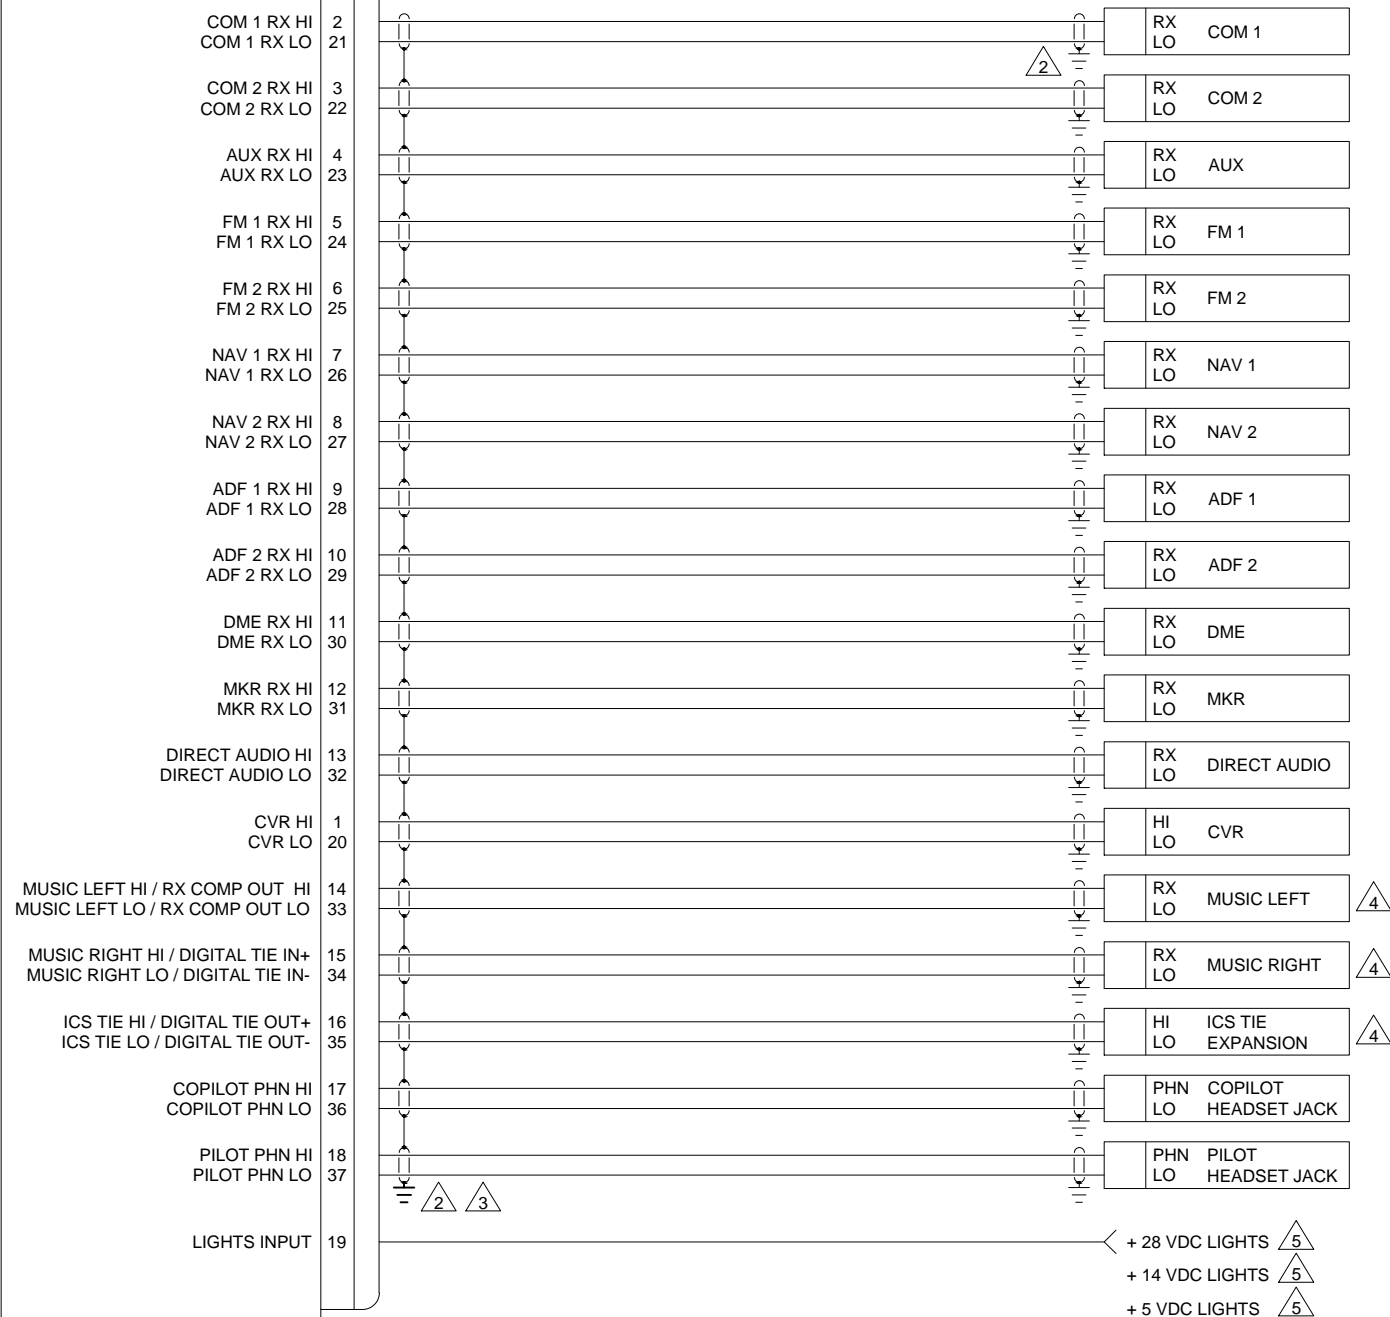 COM 1 RX HI 2 RX COM 1
COM 1 RX LO 21 LO
2
COM 2 RX HI 3 RX COM 2
COM 2 RX LO 22 LO
AUX RX HI 4 RX AUX
AUX RX LO 23 LO
FM 1 RX HI 5 RX FM 1
FM 1 RX LO 24 LO
FM 2 RX HI 6 RX FM 2
FM 2 RX LO 25 LO
NAV 1 RX HI 7 RX NAV 1
NAV 1 RX LO 26 LO
NAV 2 RX HI 8 RX NAV 2
NAV 2 RX LO 27 LO
ADF 1 RX HI 9 RX ADF 1
ADF 1 RX LO 28 LO
ADF 2 RX HI 10 RX ADF 2
ADF 2 RX LO 29 LO
DME RX HI 11 RX DME
DME RX LO 30 LO
MKR RX HI 12 RX MKR
MKR RX LO 31 LO
DIRECT AUDIO HI 13 RX DIRECT AUDIO
DIRECT AUDIO LO 32 LO
CVR HI 1 HI CVR
CVR LO 20 LO
MUSIC LEFT HI / RX COMP OUT HI 14 RX MUSIC LEFT 4
MUSIC LEFT LO / RX COMP OUT LO 33 LO
MUSIC RIGHT HI / DIGITAL TIE IN+ 15 RX MUSIC RIGHT 4
MUSIC RIGHT LO / DIGITAL TIE IN- 34 LO
ICS TIE HI / DIGITAL TIE OUT+ 16 HI ICS TIE 4
ICS TIE LO / DIGITAL TIE OUT- 35 LO EXPANSION
COPILOT PHN HI 17 PHN COPILOT
COPILOT PHN LO 36 LO HEADSET JACK
PILOT PHN HI 18 PHN PILOT
PILOT PHN LO 37 LO HEADSET JACK
2 3
LIGHTS INPUT 19 + 28 VDC LIGHTS 5
+ 14 VDC LIGHTS 5
+ 5 VDC LIGHTS 5